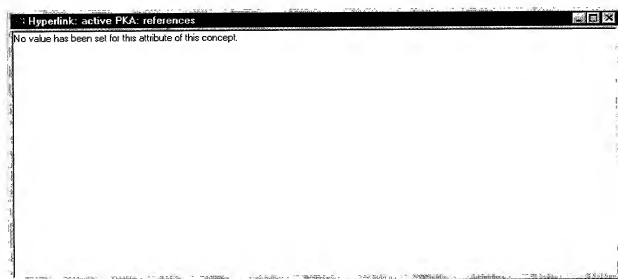 Hyperlink: active PKA: references
No value has been set for this attribute of this concept.